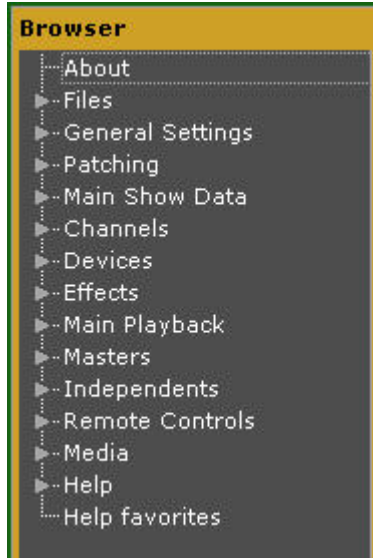 Browser
About
Files
General Settings
Patching
Main Show Data
Channels
Devices
Effects
Main Playback
Masters
Independents
Remote Controls
Media
Help
Help favorites